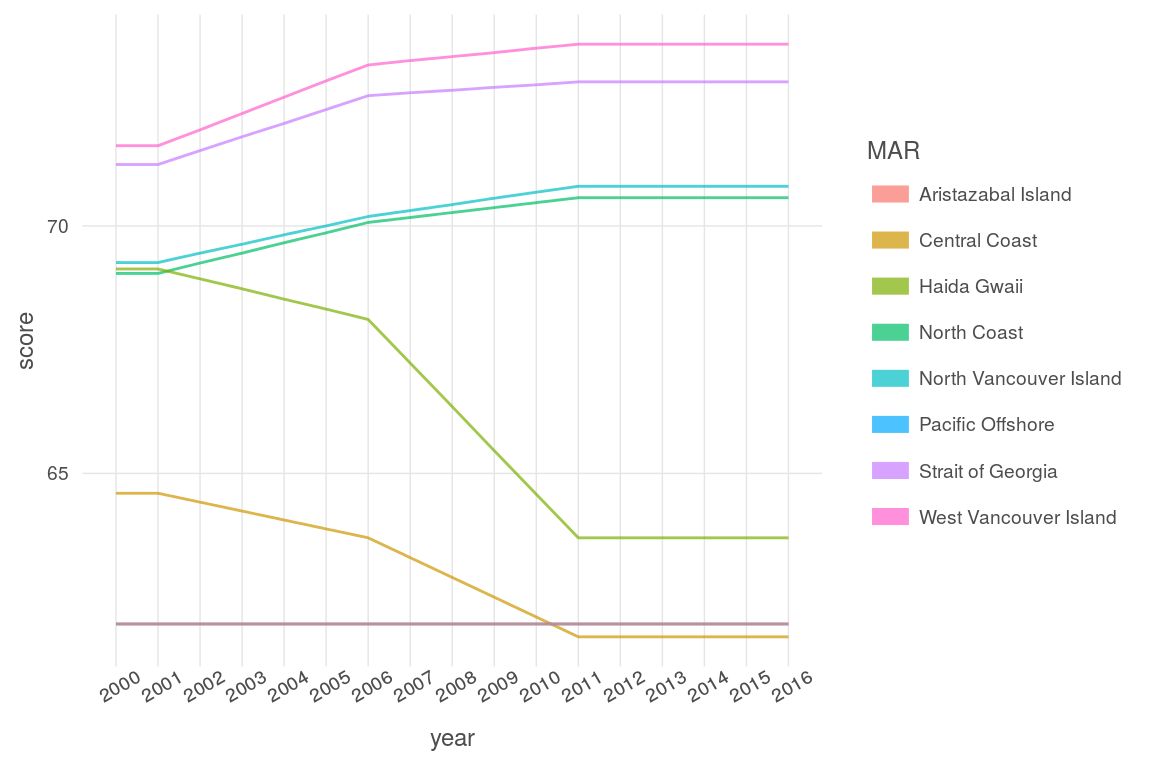 70
65
score
2000 2001 2002 2003 2004 2005 2006 2007 2008 2009 2010 2011 2012 2013 2014 2015 2016
year
MAR
Aristazabal Island
Central Coast
Haida Gwaii
North Coast
North Vancouver Island
Pacific Offshore
Strait of Georgia
West Vancouver Island